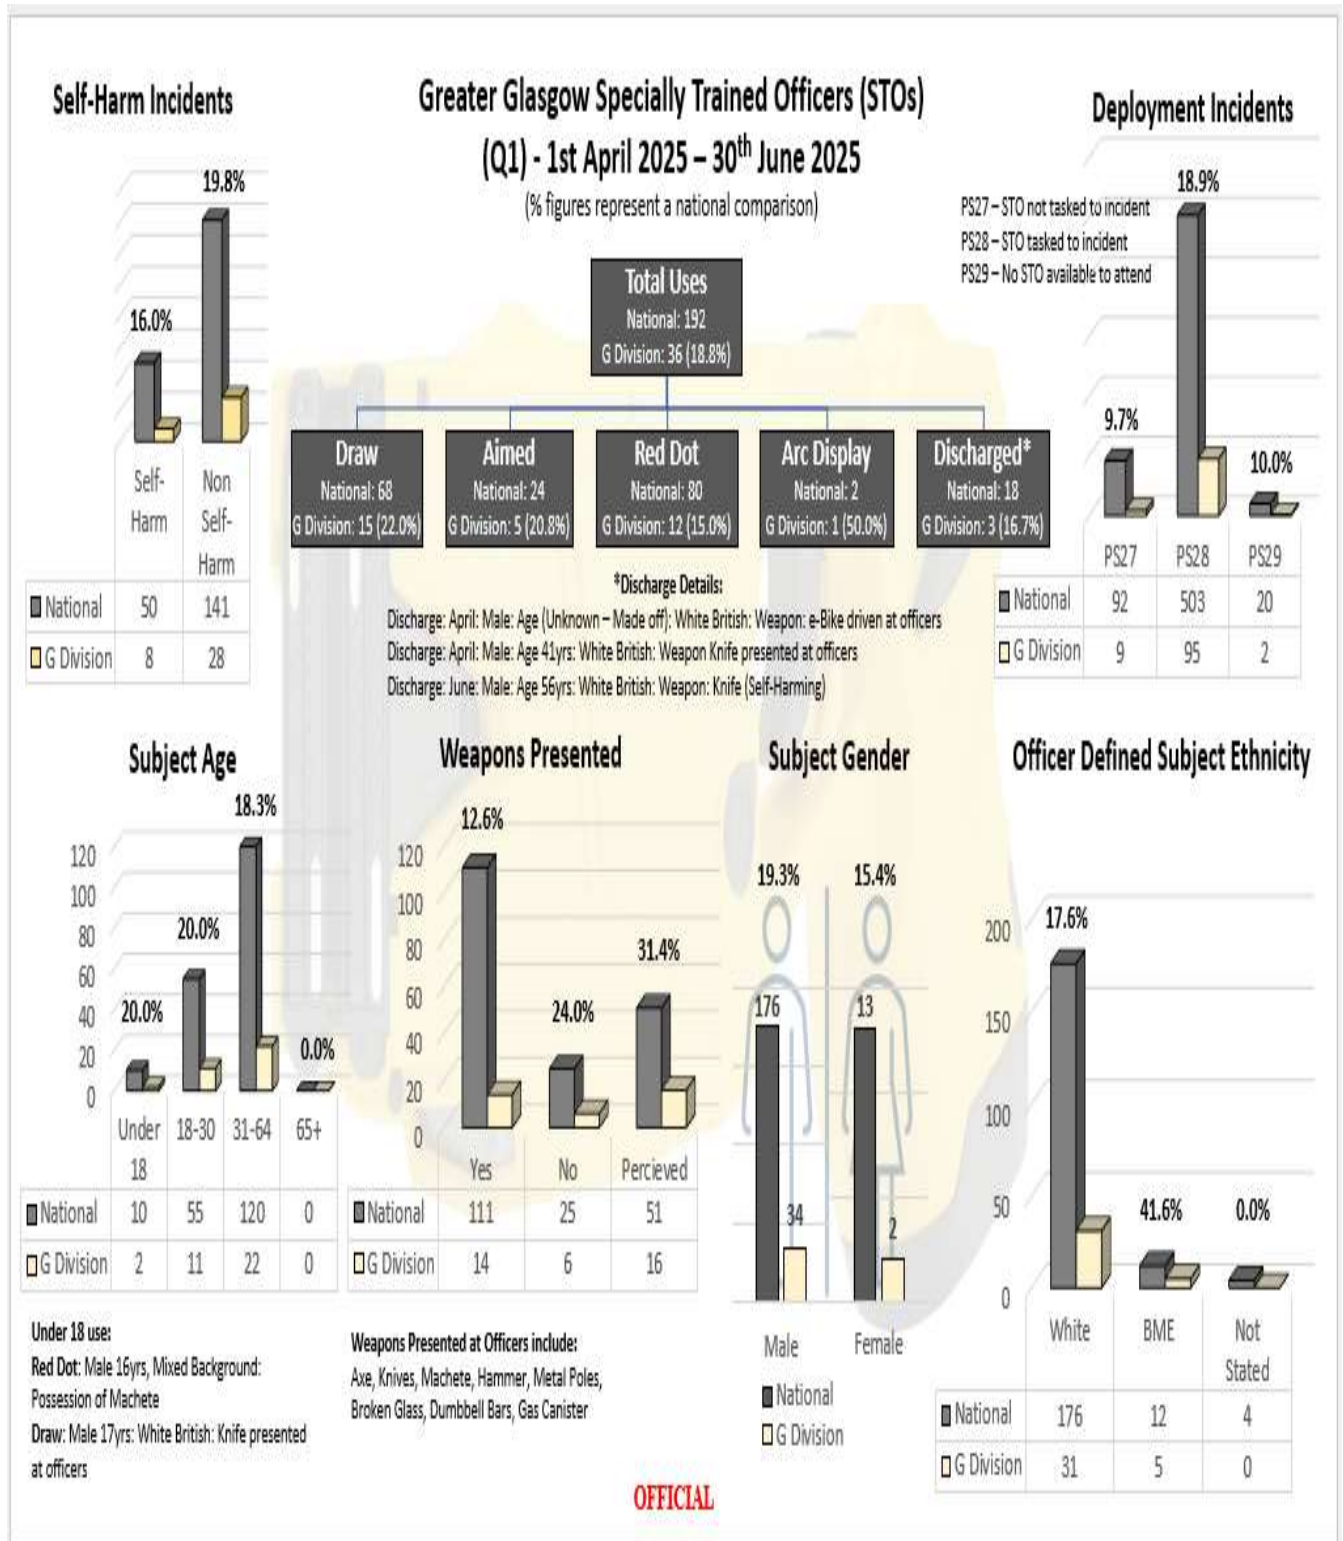 Greater Glasgow Specially Trained Officers (STOs)
(Q1) - 1st April 2025 – 30th June 2025
(% figures represent a national comparison)
Self-Harm Incidents
19.8%
16.0%
Self-Harm
Non Self-Harm
National 50 141
G Division 8 28
Total Uses
National: 192
G Division: 36 (18.8%)
Draw
National: 68
G Division: 15 (22.0%)
Aimed
National: 24
G Division: 5 (20.8%)
Red Dot
National: 80
G Division: 12 (15.0%)
Arc Display
National: 2
G Division: 1 (50.0%)
Discharged*
National: 18
G Division: 3 (16.7%)
*Discharge Details:
Discharge: April: Male: Age (Unknown – Made off): White British: Weapon: e-Bike driven at officers
Discharge: April: Male: Age 41yrs: White British: Weapon Knife presented at officers
Discharge: June: Male: Age 56yrs: White British: Weapon: Knife (Self-Harming)
Deployment Incidents
PS27 – STO not tasked to incident
PS28 – STO tasked to incident
PS29 – No STO available to attend
18.9%
9.7%
10.0%
PS27 PS28 PS29
National 92 503 20
G Division 9 95 2
Subject Age
18.3%
20.0%
20.0%
0.0%
120
100
80
60
40
20
0
Under 18
18-30
31-64
65+
National 10 55 120 0
G Division 2 11 22 0
Under 18 use:
Red Dot: Male 16yrs, Mixed Background:
Possession of Machete
Draw: Male 17yrs: White British: Knife presented
at officers
Weapons Presented
12.6%
24.0%
31.4%
120
100
80
60
40
20
0
Yes No Percieved
National 111 25 51
G Division 14 6 16
Weapons Presented at Officers include:
Axe, Knives, Machete, Hammer, Metal Poles,
Broken Glass, Dumbbell Bars, Gas Canister
Subject Gender
19.3% 15.4%
176 13
34 2
Male Female
National
G Division
Officer Defined Subject Ethnicity
17.6%
41.6%
0.0%
200
150
100
50
0
White
BME
Not Stated
National 176 12 4
G Division 31 5 0
OFFICIAL